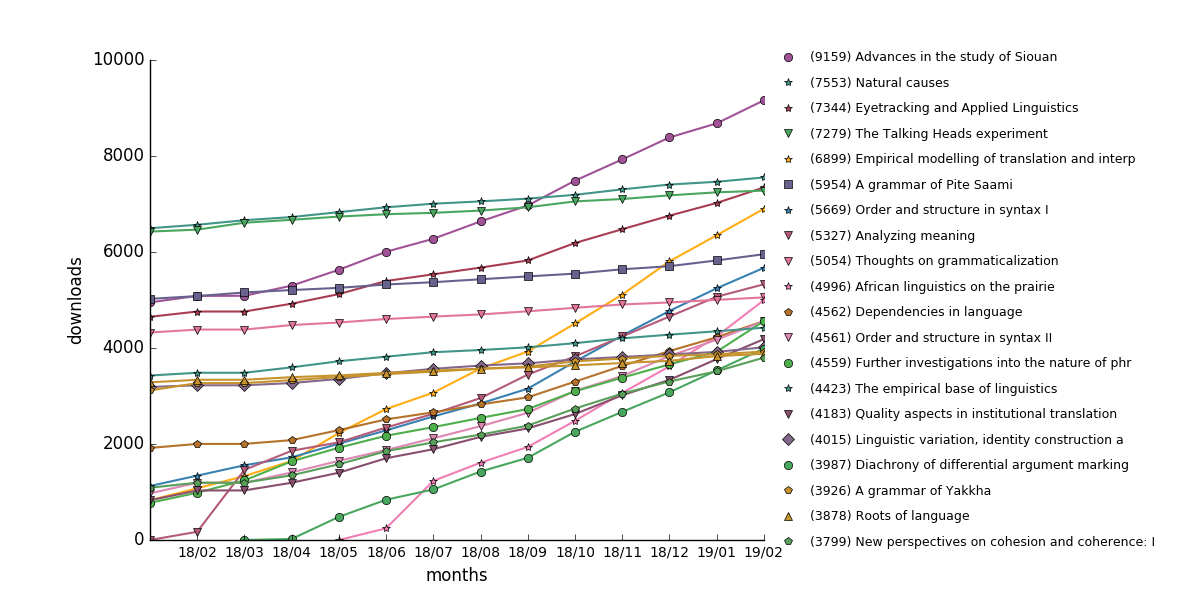 10000
8000
6000
4000
2000
0
downloads
18/02 18/03 18/04 18/05 18/06 18/07 18/08 18/09 18/10 18/11 18/12 19/01 19/02
months
(9159) Advances in the study of Siouan
(7553) Natural causes
(7344) Eyetracking and Applied Linguistics
(7279) The Talking Heads experiment
(6899) Empirical modelling of translation and interp
(5954) A grammar of Pite Saami
(5669) Order and structure in syntax I
(5327) Analyzing meaning
(5054) Thoughts on grammaticalization
(4996) African linguistics on the prairie
(4562) Dependencies in language
(4561) Order and structure in syntax II
(4559) Further investigations into the nature of phr
(4423) The empirical base of linguistics
(4183) Quality aspects in institutional translation
(4015) Linguistic variation, identity construction a
(3987) Diachrony of differential argument marking
(3926) A grammar of Yakkha
(3878) Roots of language
(3799) New perspectives on cohesion and coherence: I